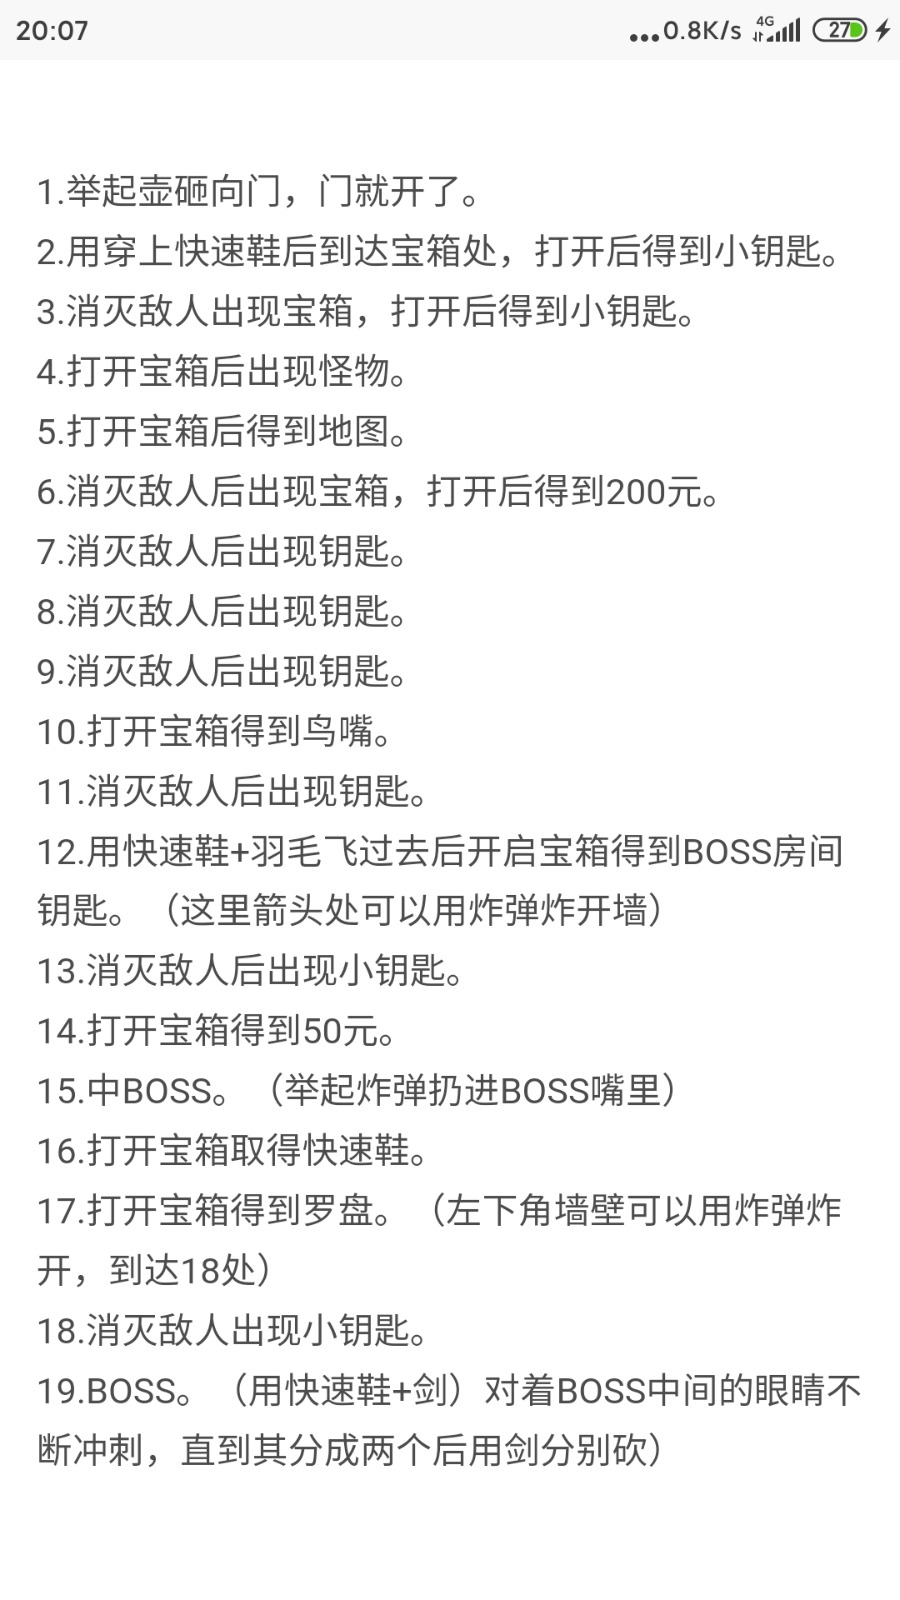 20:07
...0.8K/s 4G 27
1.举起壶砸向门，门就开了。
2.用穿上快速鞋后到达宝箱处，打开后得到小钥匙。
3.消灭敌人出现宝箱，打开后得到小钥匙。
4.打开宝箱后出现怪物。
5.打开宝箱后得到地图。
6.消灭敌人后出现宝箱，打开后得到200元。
7.消灭敌人后出现钥匙。
8.消灭敌人后出现钥匙。
9.消灭敌人后出现钥匙。
10.打开宝箱得到鸟嘴。
11.消灭敌人后出现钥匙。
12.用快速鞋+羽毛飞过去后开启宝箱得到BOSS房间
钥匙。（这里箭头处可以用炸弹炸开墙）
13.消灭敌人后出现小钥匙。
14.打开宝箱得到50元。
15.中BOSS。（举起炸弹扔进BOSS嘴里）
16.打开宝箱取得快速鞋。
17.打开宝箱得到罗盘。（左下角墙壁可以用炸弹炸
开，到达18处）
18.消灭敌人出现小钥匙。
19.BOSS。（用快速鞋+剑）对着BOSS中间的眼睛不
断冲刺，直到其分成两个后用剑分别砍）